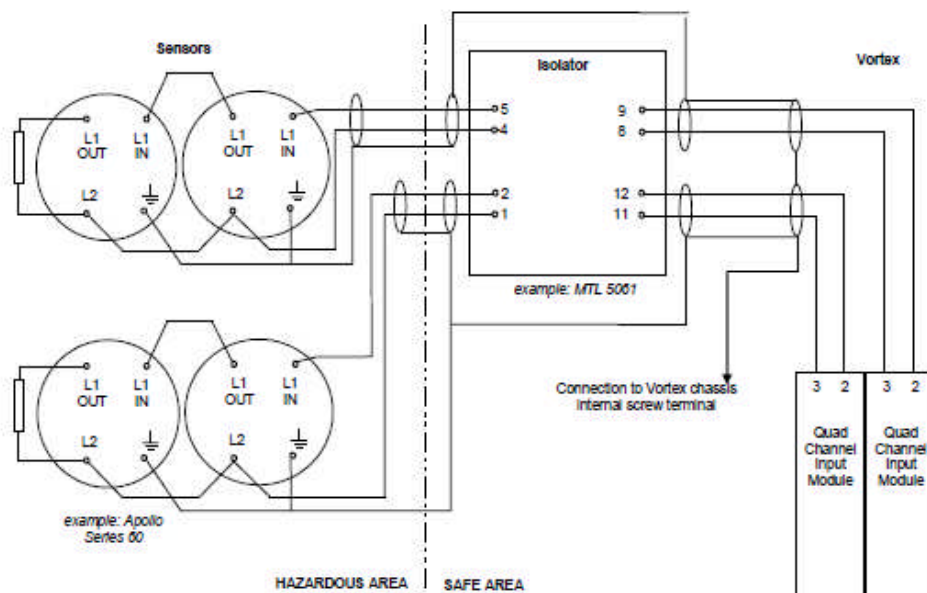 Sensors
Isolator
Vortex
L1 OUT
L1 IN
L1 OUT
L1 IN
L2
L2
5
4
2
1
9
8
12
11
example: MTL 5061
L1 OUT
L1 IN
L1 OUT
L1 IN
L2
L2
Connection to Vortex chassis
internal screw terminal
3 2
3 2
Quad
Channel
Input
Module
Quad
Channel
Input
Module
example: Apollo
Series 60
HAZARDOUS AREA
SAFE AREA